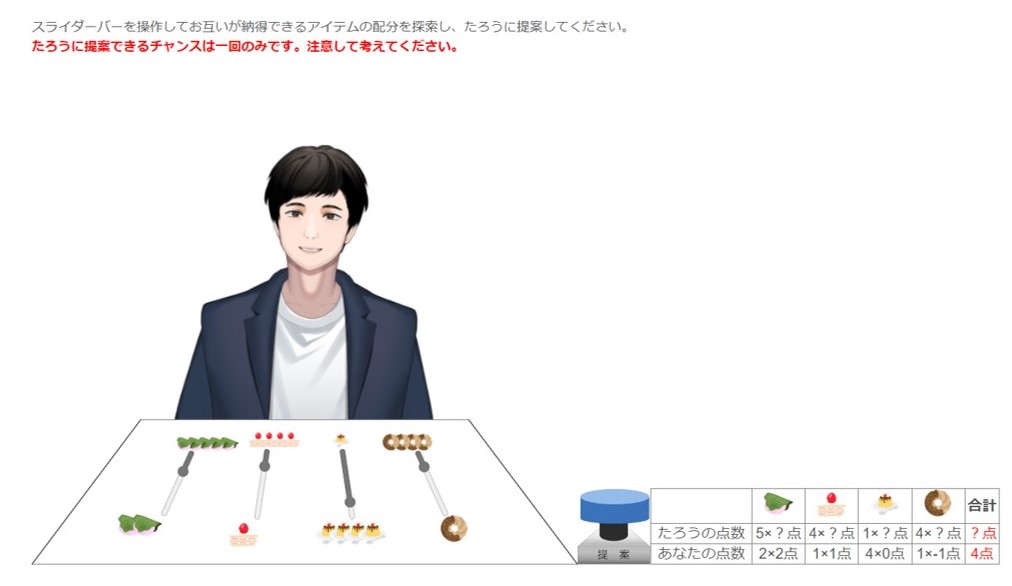 スライダーバーを操作してお互いが納得できるアイテムの配分を探索し、たろうに提案してください。
たろうに提案できるチャンスは一回のみです。注意して考えてください。
提 案
合計
たろうの点数 5×？点 4×？点 1×？点 4×？点 ？点
あなたの点数 2×2点 1×1点 4×0点 1×-1点 4点